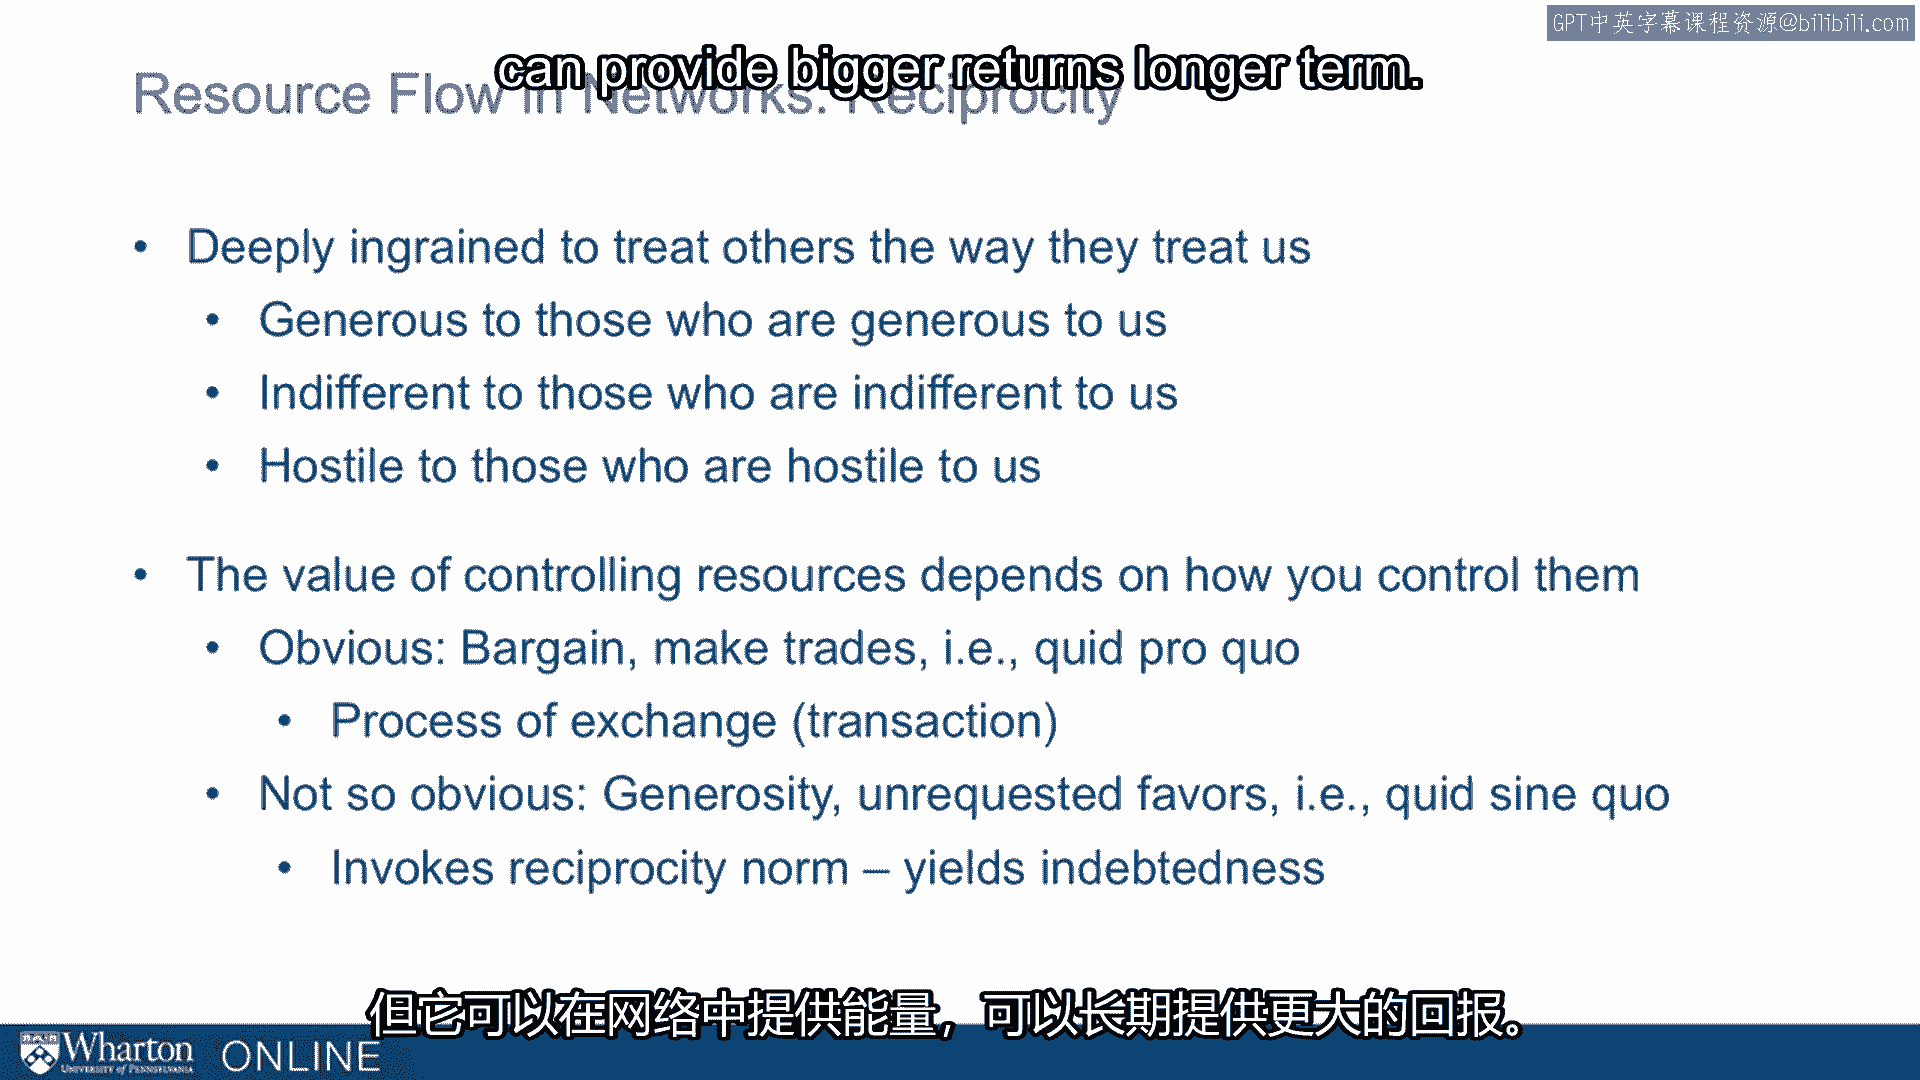 GPT中英字幕课程资源@bilibili.com
can provide bigger returns longer term.
Resource Flow in Networks: Reciprocity
• Deeply ingrained to treat others the way they treat us
• Generous to those who are generous to us
• Indifferent to those who are indifferent to us
• Hostile to those who are hostile to us
• The value of controlling resources depends on how you control them
• Obvious: Bargain, make trades, i.e., quid pro quo
• Process of exchange (transaction)
• Not so obvious: Generosity, unrequested favors, i.e., quid sine quo
• Invokes reciprocity norm – yields indebtedness
但它可以在网络中提供能量，可以长期提供更大的回报。
Wharton ONLINE
UNIVERSITY of PENNSYLVANIA